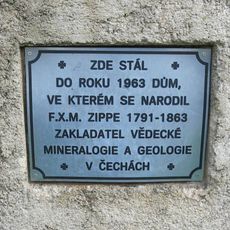 ZDE STÁL
DO ROKU 1963 DŮM,
VE KTERÉM SE NARODIL
F.X.M. ZIPPE 1791-1863
ZAKLADATEL VĚDECKÉ
MINERALOGIE A GEOLOGIE
V ČECHÁCH